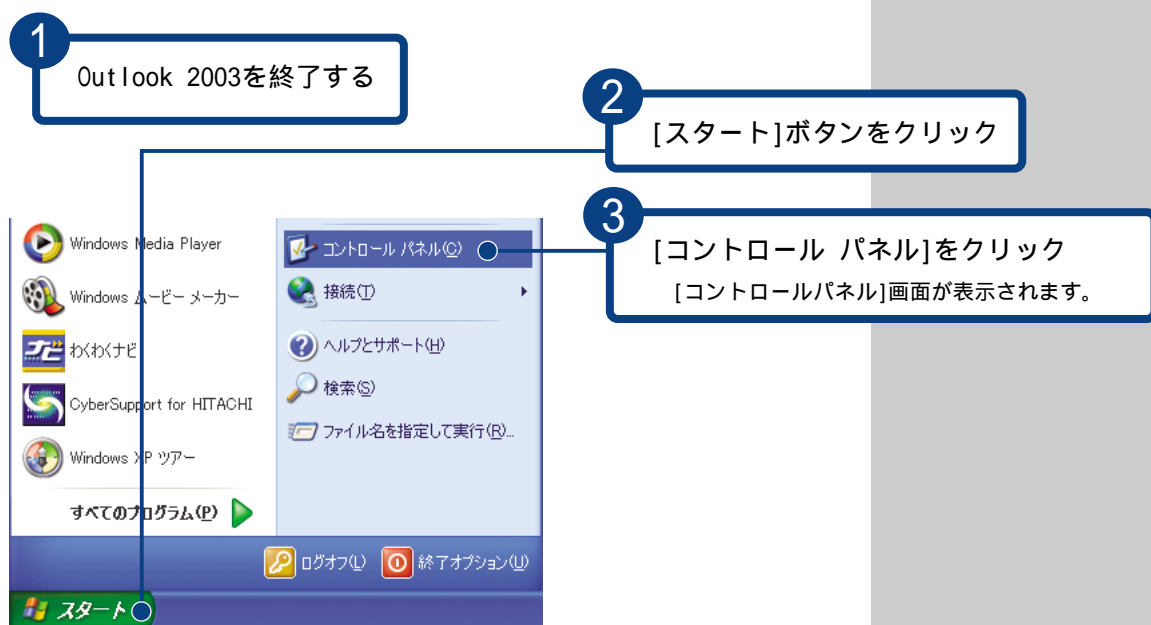 1
Outlook 2003を終了する
2
[スタート]ボタンをクリック
3
[コントロール パネル]をクリック
[コントロールパネル]画面が表示されます。
Windows Media Player
Windows ムービー メーカー
わくわくナビ
CyberSupport for HITACHI
Windows XP ツアー
すべてのプログラム(P)
コントロール パネル(C)
接続(T)
ヘルプとサポート(H)
検索(S)
ファイル名を指定して実行(R)...
ログオフ(L)
終了オプション(U)
スタート
ナビ